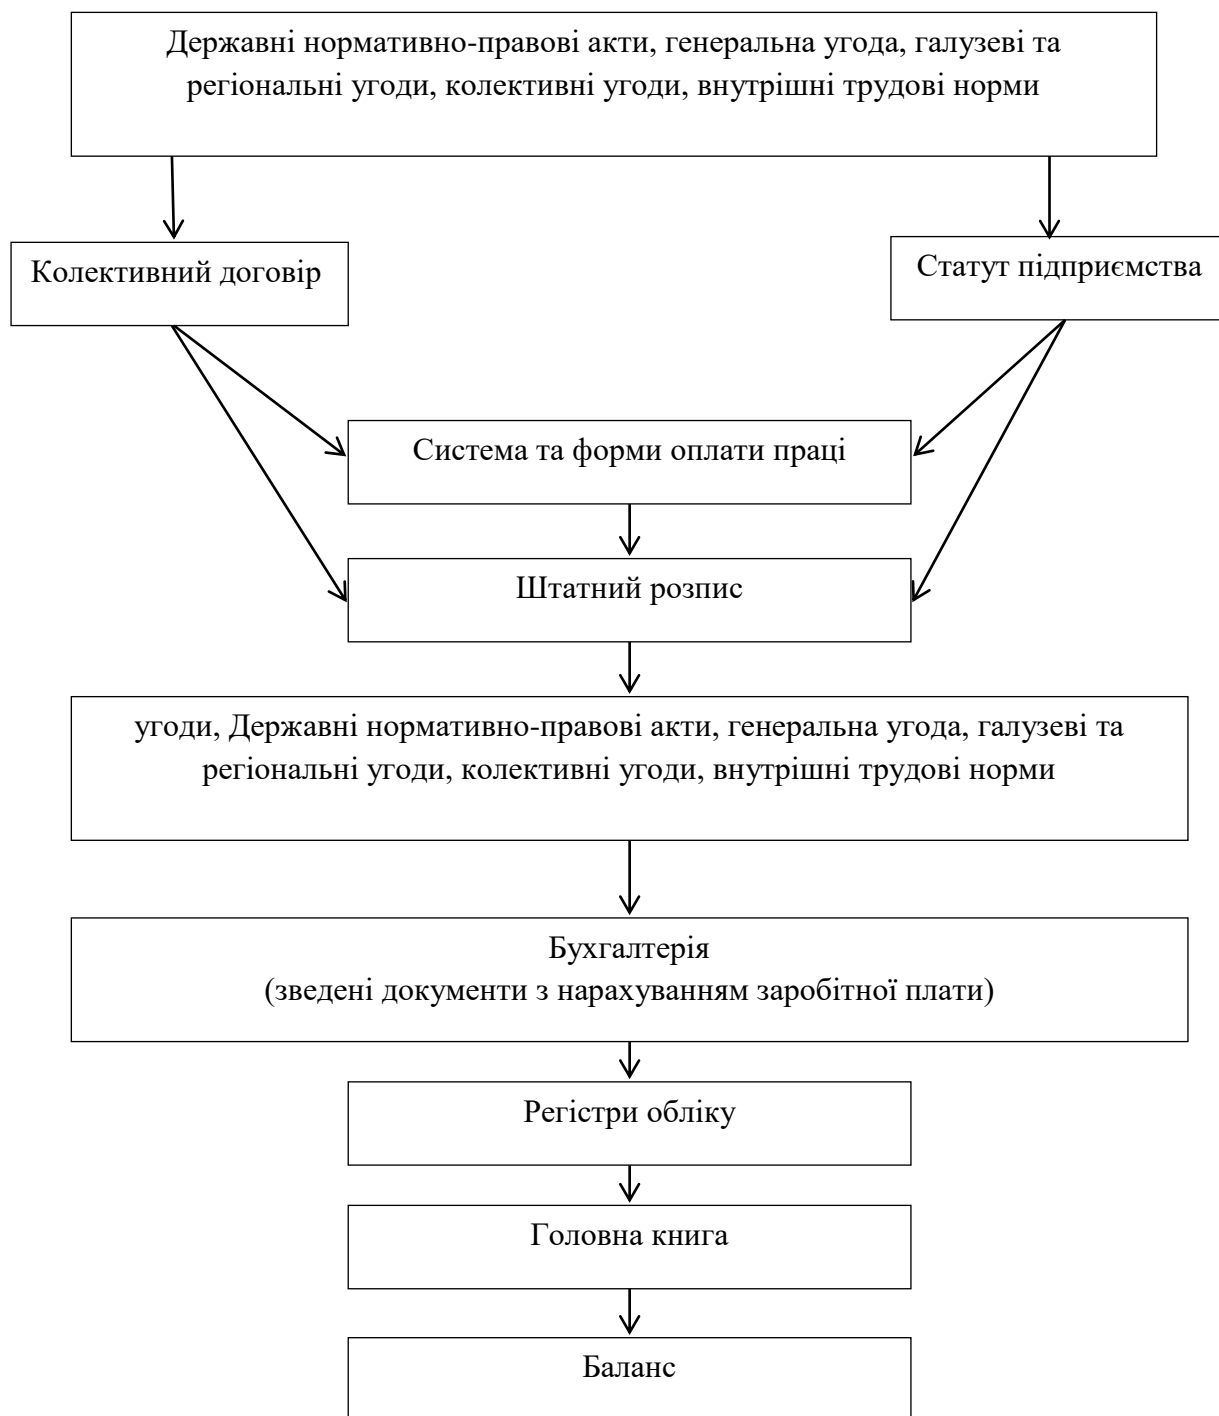 Державні нормативно-правові акти, генеральна угода, галузеві та
регіональні угоди, колективні угоди, внутрішні трудові норми
Колективний договір
Статут підприємства
Система та форми оплати праці
Штатний розпис
угоди, Державні нормативно-правові акти, генеральна угода, галузеві та
регіональні угоди, колективні угоди, внутрішні трудові норми
Бухгалтерія
(зведені документи з нарахуванням заробітної плати)
Регістри обліку
Головна книга
Баланс